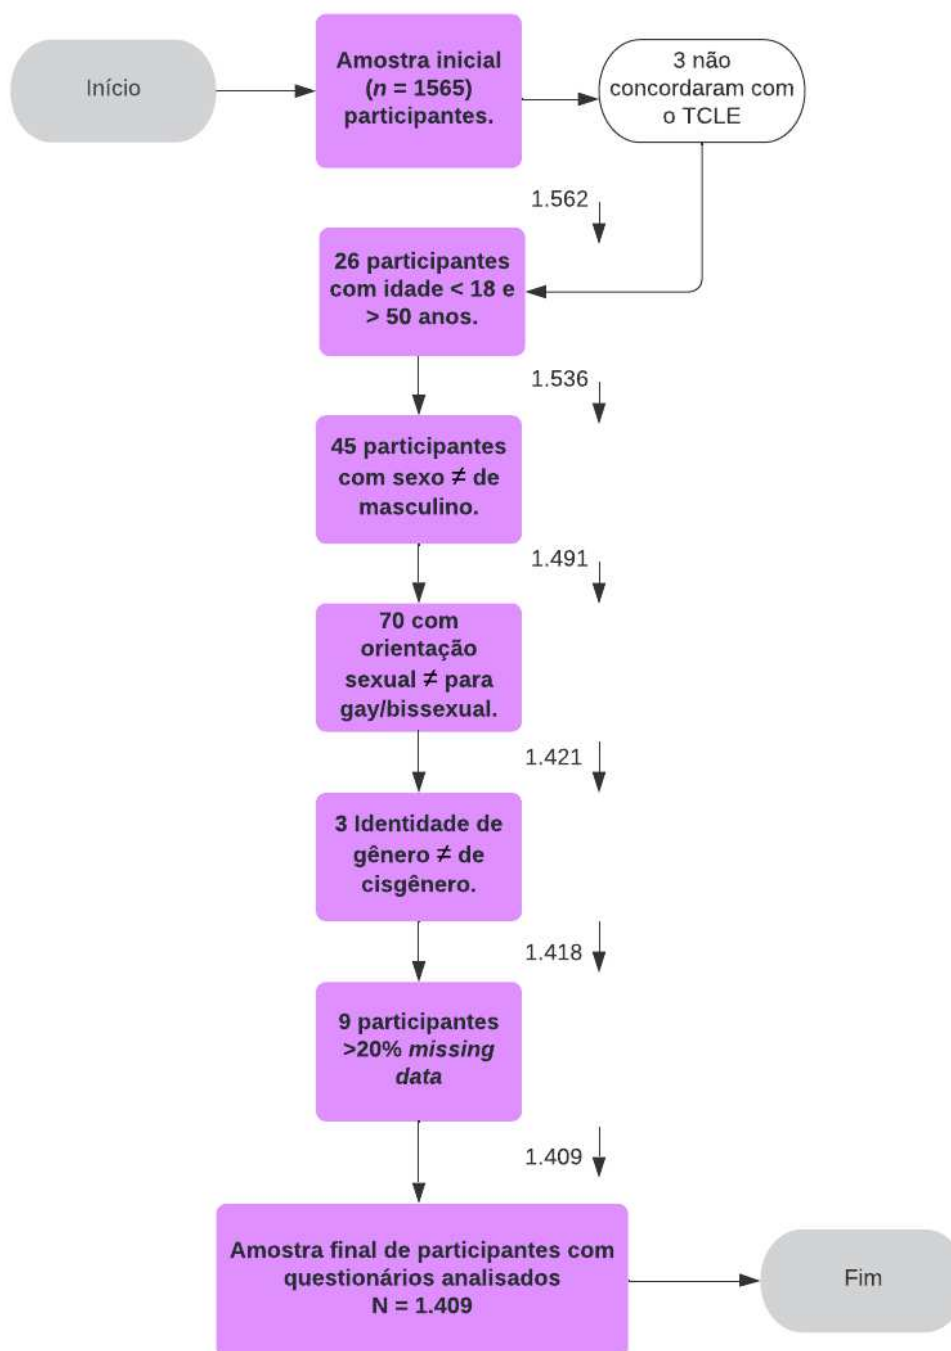 Início
Amostra inicial
(n = 1565)
participantes.
3 não
concordaram com
o TCLE
1.562
26 participantes
com idade < 18 e
> 50 anos.
1.536
45 participantes
com sexo ≠ de
masculino.
1.491
70 com
orientação
sexual ≠ para
gay/bissexual.
1.421
3 Identidade de
gênero ≠ de
cisgênero.
1.418
9 participantes
>20% missing
data
1.409
Amostra final de participantes com
questionários analisados
N = 1.409
Fim